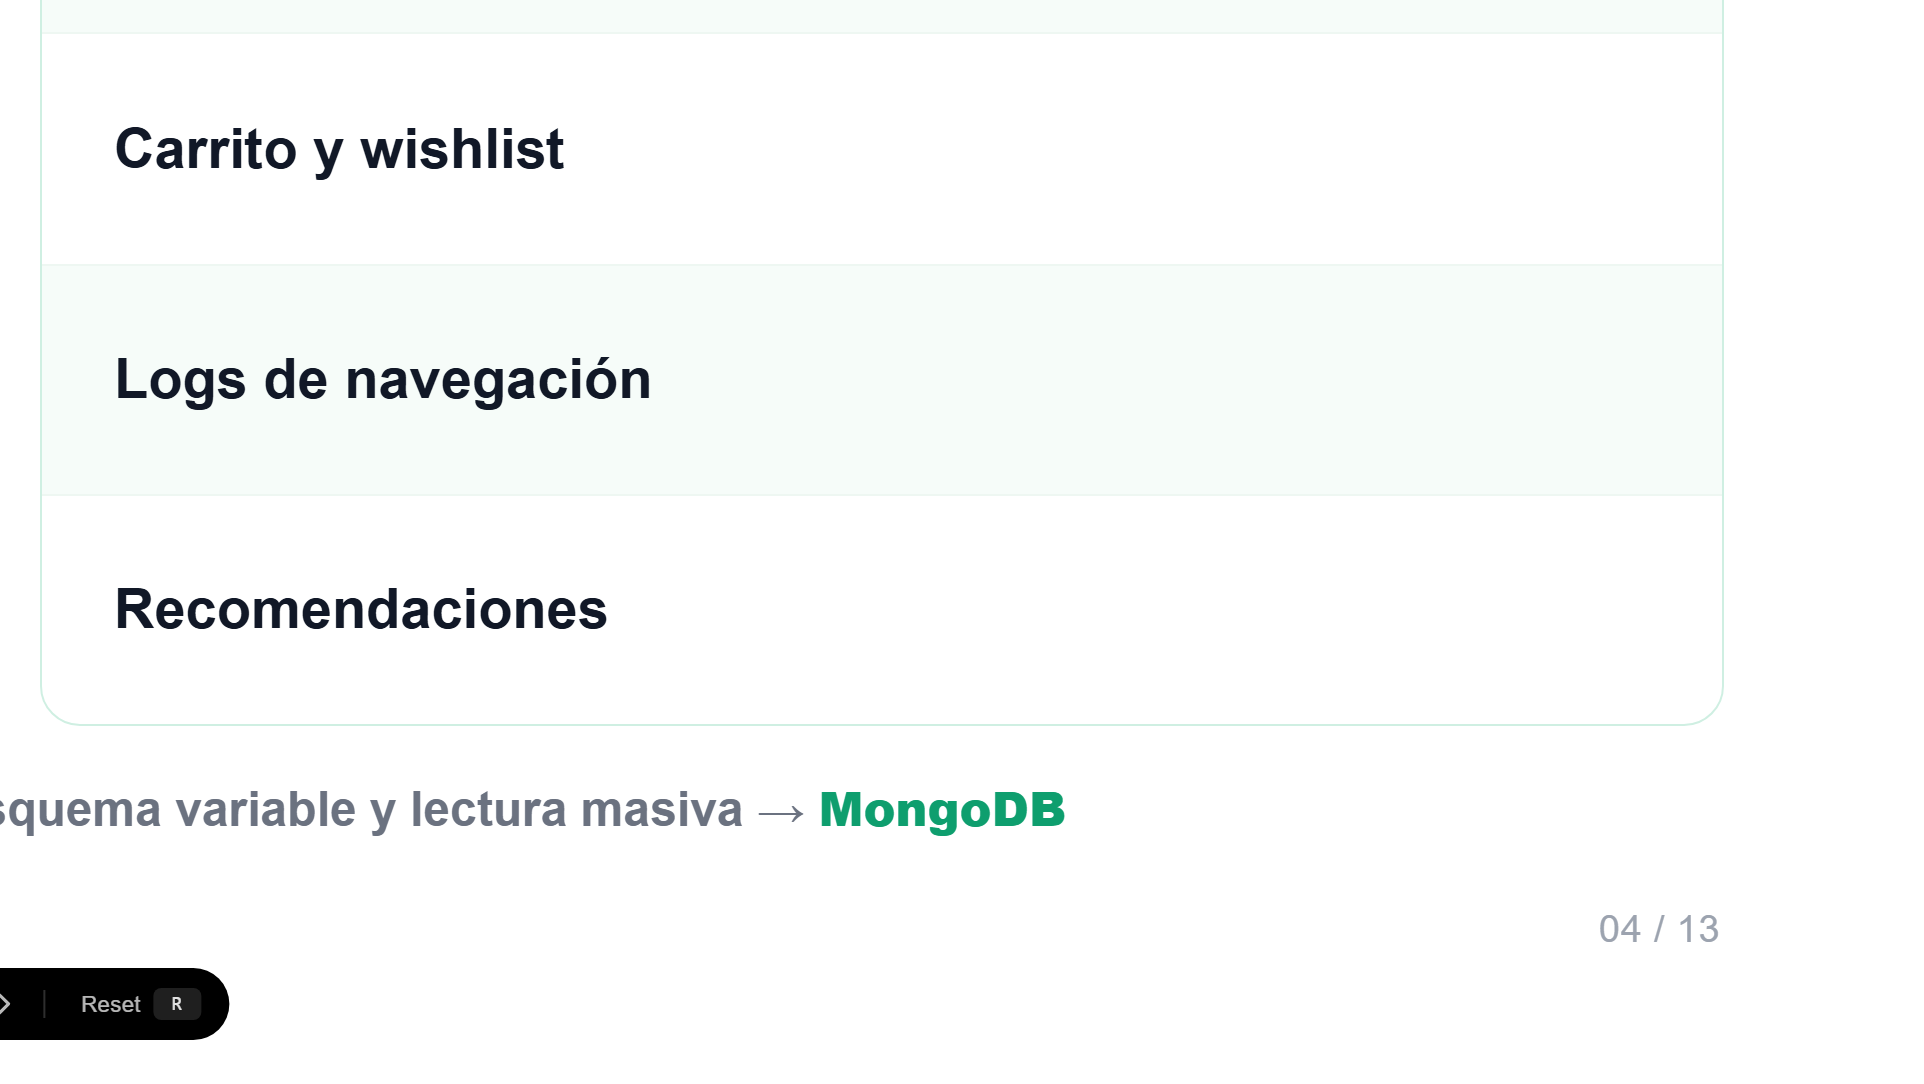 Carrito y wishlist
Logs de navegación
Recomendaciones
squema variable y lectura masiva → MongoDB
04 / 13
Reset R